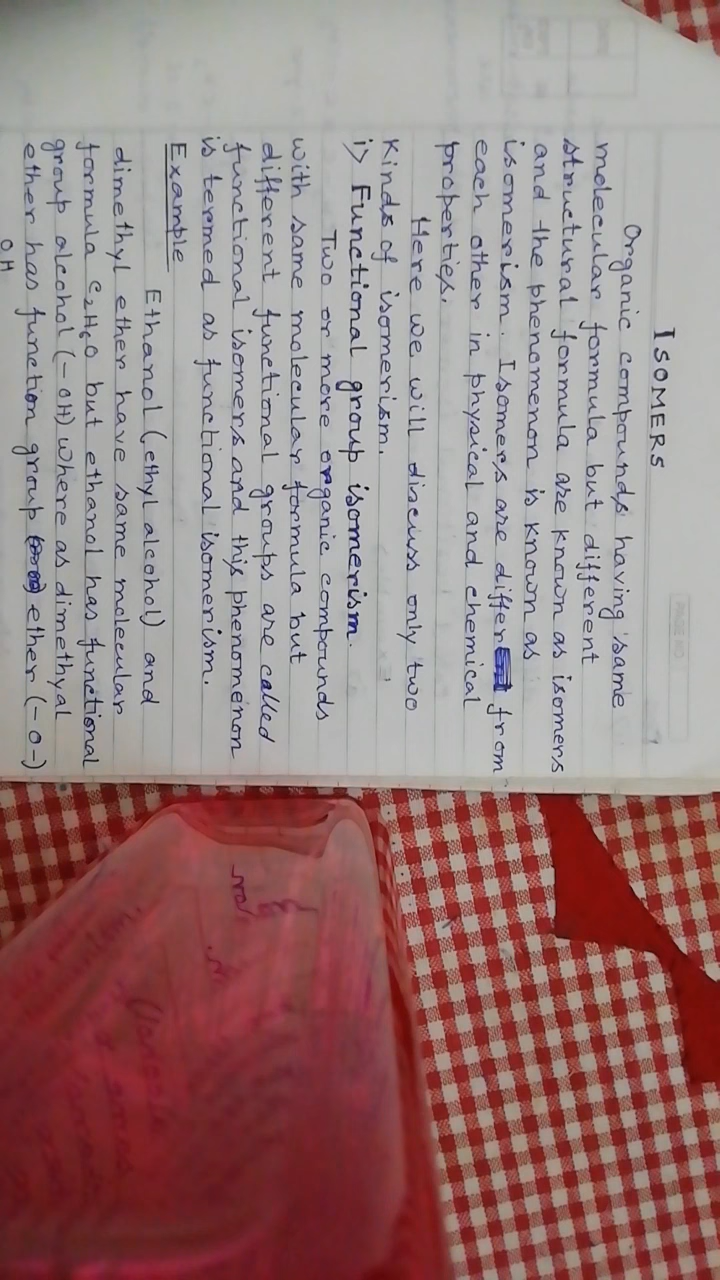 ISOMERS
Organic compounds having same
molecular formula but different
structural formula are known as isomers
and the phenomenon is known as
isomerism. Isomers are differ from
each other in physical and chemical
properties.
Here we will discuss only two
kinds of isomerism.
i> Functional group isomerism.
Two or more organic compounds
with same molecular formula but
different functional groups are called
functional isomers and this phenomenon
is termed as functional isomerism.
Example
Ethanol (ethyl alcohol) and
dimethyl ether have same molecular
formula C₂H₆O but ethanol has functional
group alcohol (-OH) where as dimethyal
ether has function group ether (-O-)
OH
PAGE NO